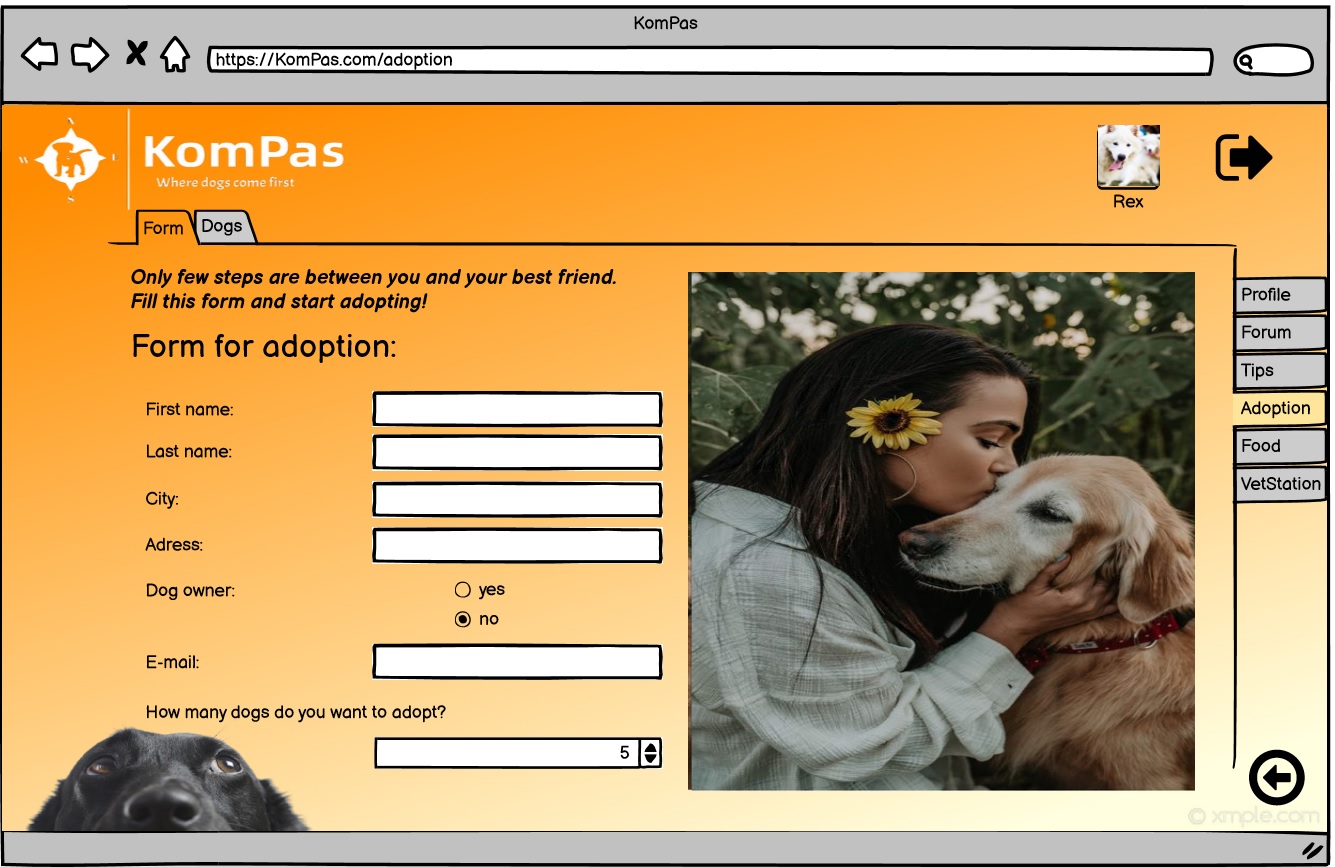 KomPas
https://KomPas.com/adoption
N
W
S
KomPas
Where dogs come first
Rex
Form
Dogs
Only few steps are between you and your best friend.
Fill this form and start adopting!
Form for adoption:
First name:
Last name:
City:
Adress:
Dog owner:
yes
no
E-mail:
How many dogs do you want to adopt?
5
Profile
Forum
Tips
Adoption
Food
VetStation
© xmple.com